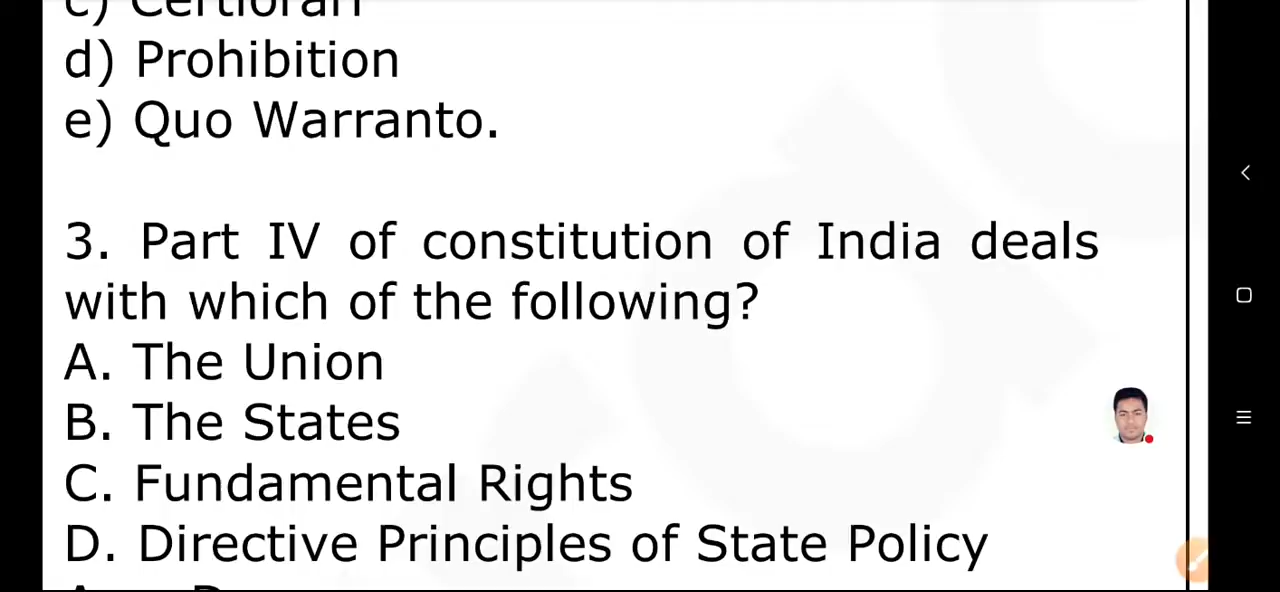 c) Certiorari
d) Prohibition
e) Quo Warranto.
3. Part IV of constitution of India deals
with which of the following?
A. The Union
B. The States
C. Fundamental Rights
D. Directive Principles of State Policy